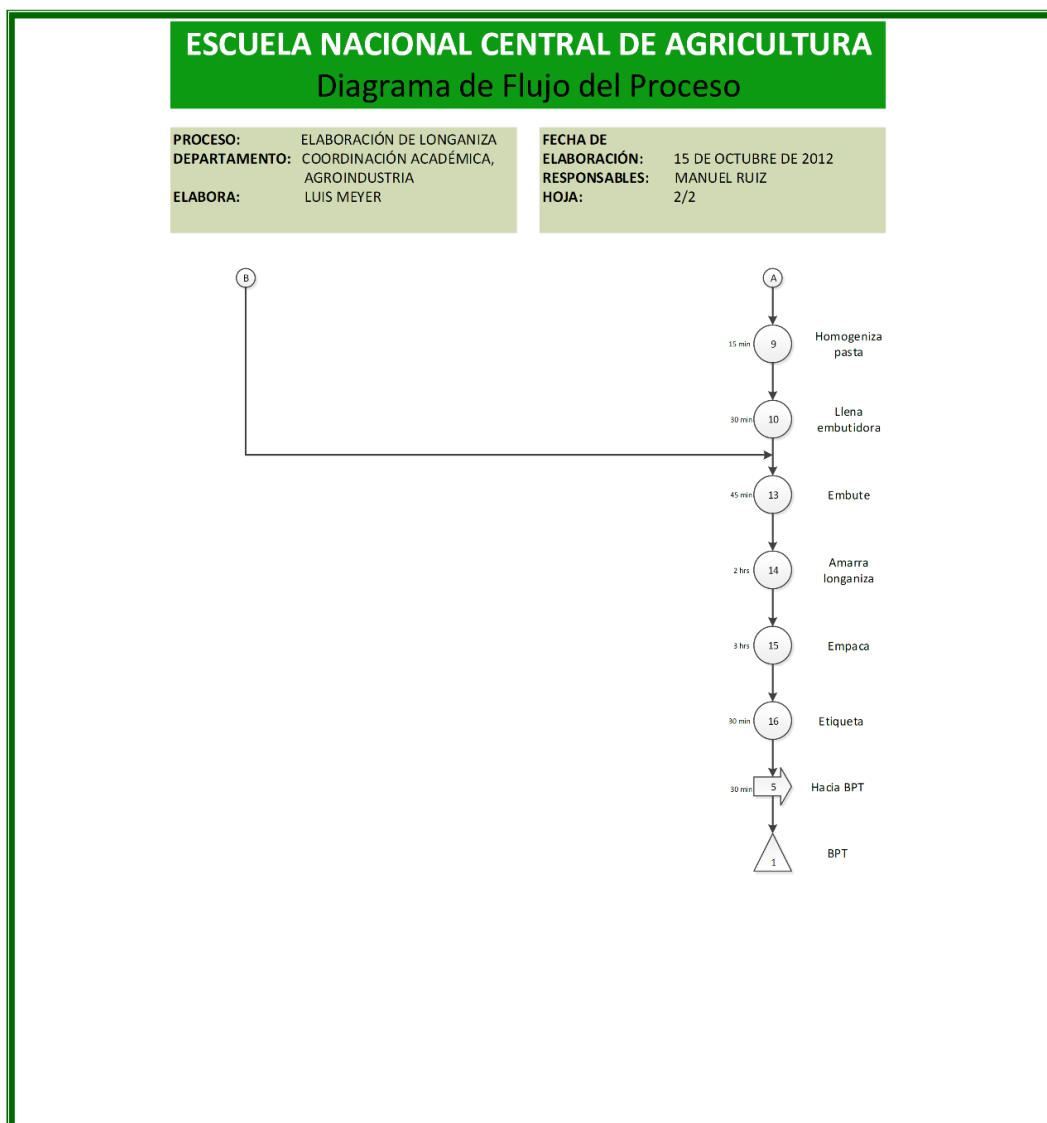 ESCUELA NACIONAL CENTRAL DE AGRICULTURA
Diagrama de Flujo del Proceso
PROCESO: ELABORACIÓN DE LONGANIZA
DEPARTAMENTO: COORDINACIÓN ACADÉMICA,
AGROINDUSTRIA
ELABORA: LUIS MEYER
FECHA DE
ELABORACIÓN: 15 DE OCTUBRE DE 2012
RESPONSABLES: MANUEL RUIZ
HOJA: 2/2
B
A
15 min 9 Homogeniza
pasta
30 min 10 Llena
embutidora
45 min 13 Embute
2 hrs 14 Amarra
longaniza
3 hrs 15 Empaca
30 min 16 Etiqueta
30 min 5 Hacia BPT
1 BPT